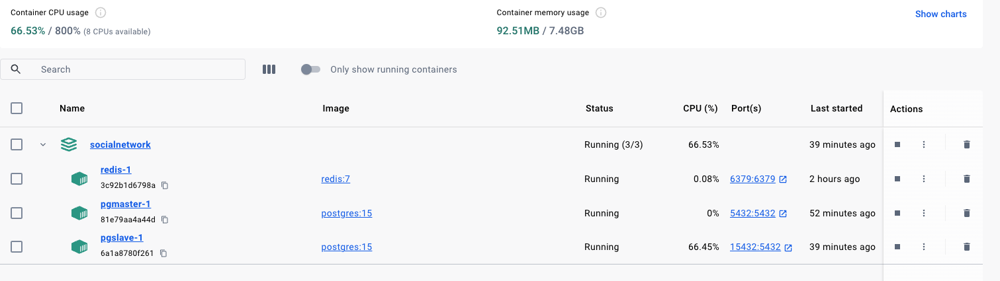 Container CPU usage
66.53% / 800% (8 CPUs available)
Container memory usage
92.51MB / 7.48GB
Show charts
Search
Only show running containers
Name Image Status CPU (%) Port(s) Last started Actions
socialnetwork Running (3/3) 66.53% 39 minutes ago
redis-1
3c92b1d6798a
redis:7 Running 0.08% 6379:6379 2 hours ago
pgmaster-1
81e79aa4a44d
postgres:15 Running 0% 5432:5432 52 minutes ago
pgslave-1
6a1a8780f261
postgres:15 Running 66.45% 15432:5432 39 minutes ago